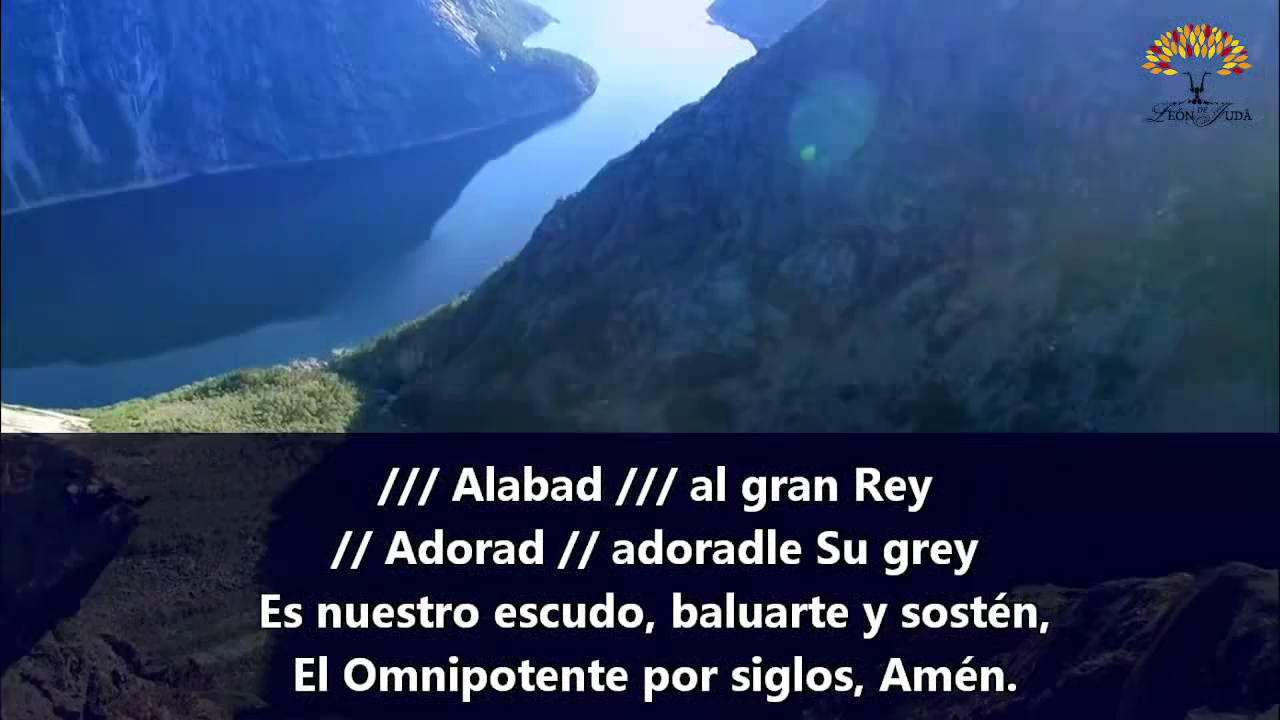 LEÓN DE JUDÁ
/// Alabad /// al gran Rey
// Adorad // adoradle Su grey
Es nuestro escudo, baluarte y sostén,
El Omnipotente por siglos, Amén.